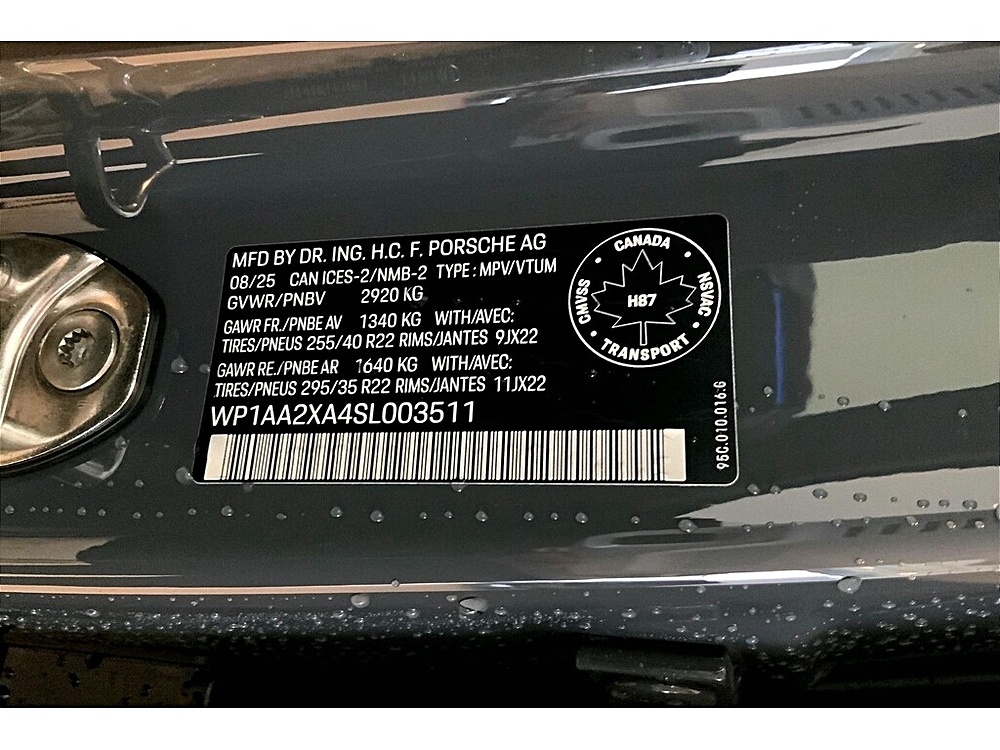 MFD BY DR. ING. H.C. F. PORSCHE AG
08/25 CAN ICES-2/NMB-2 TYPE : MPV/VTUM
GVWR/PNBV 2920 KG
GAWR FR./PNBE AV 1340 KG WITH/AVEC:
TIRES/PNEUS 255/40 R22 RIMS/JANTES 9JX22
GAWR RE./PNBE AR 1640 KG WITH/AVEC:
TIRES/PNEUS 295/35 R22 RIMS/JANTES 11JX22
WP1AA2XA4SL003511
CANADA
CMVSS
H87
NSVAC
TRANSPORT
95C.010.016.G